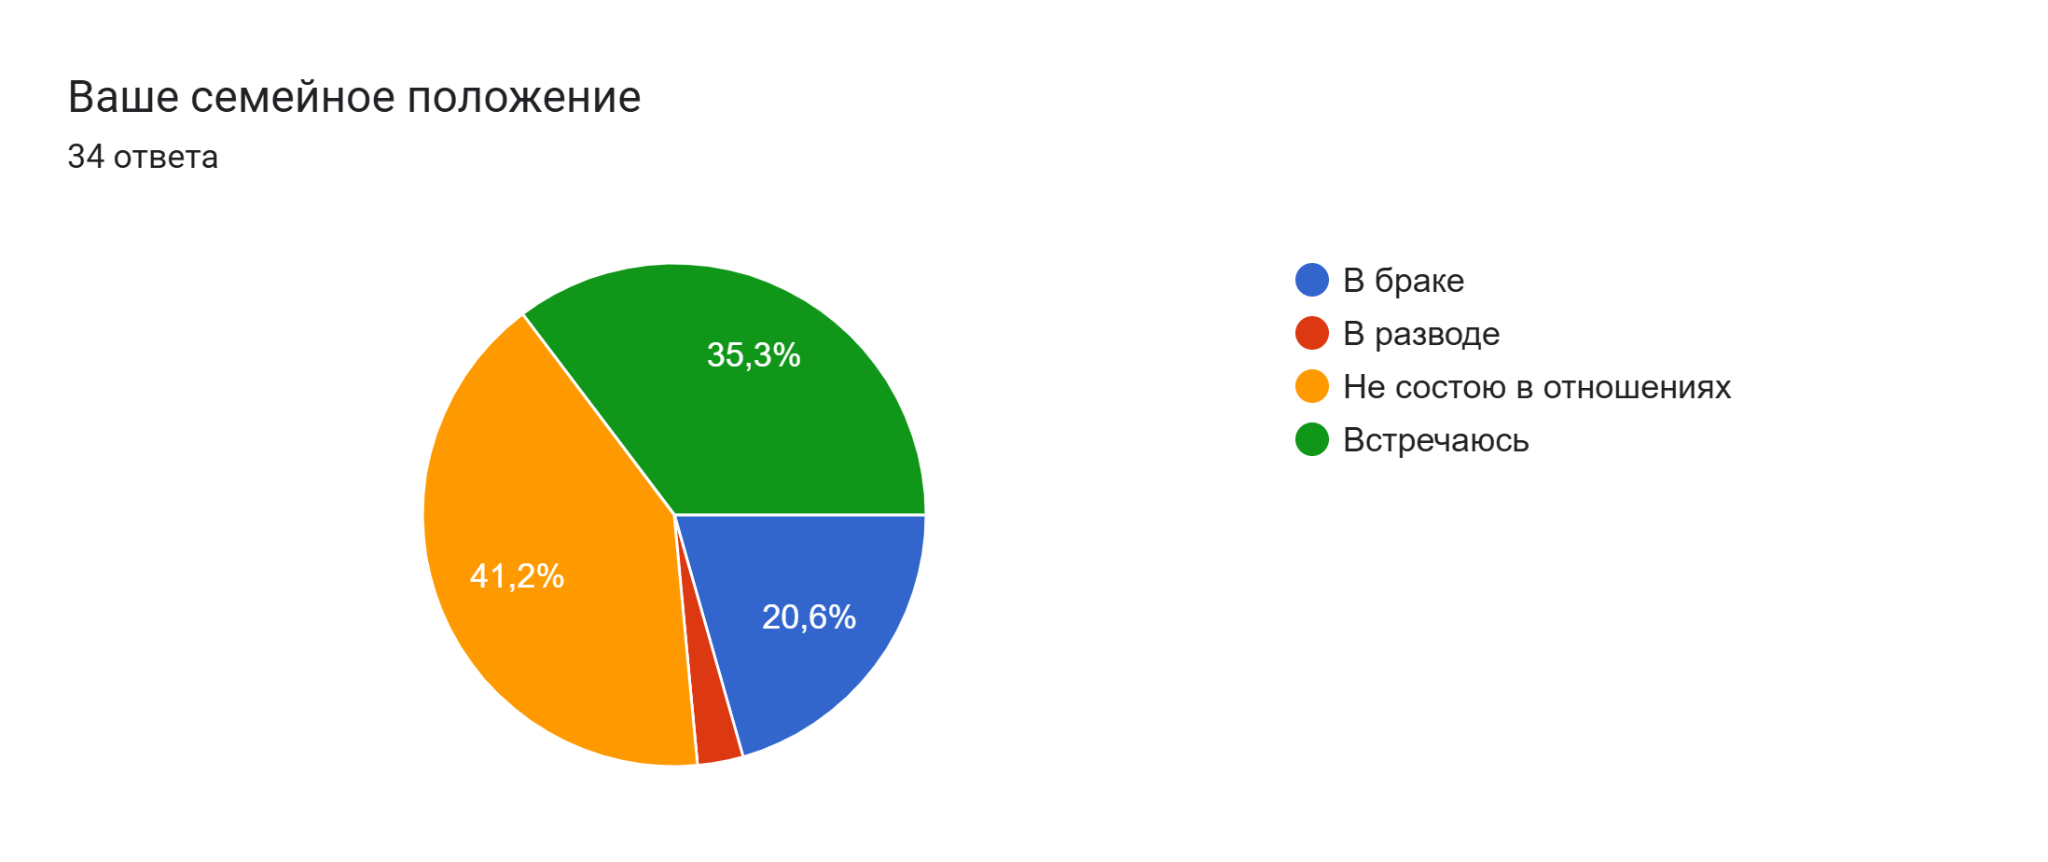 Ваше семейное положение
34 ответа
35,3%
41,2%
20,6%
В браке
В разводе
Не состою в отношениях
Встречаюсь